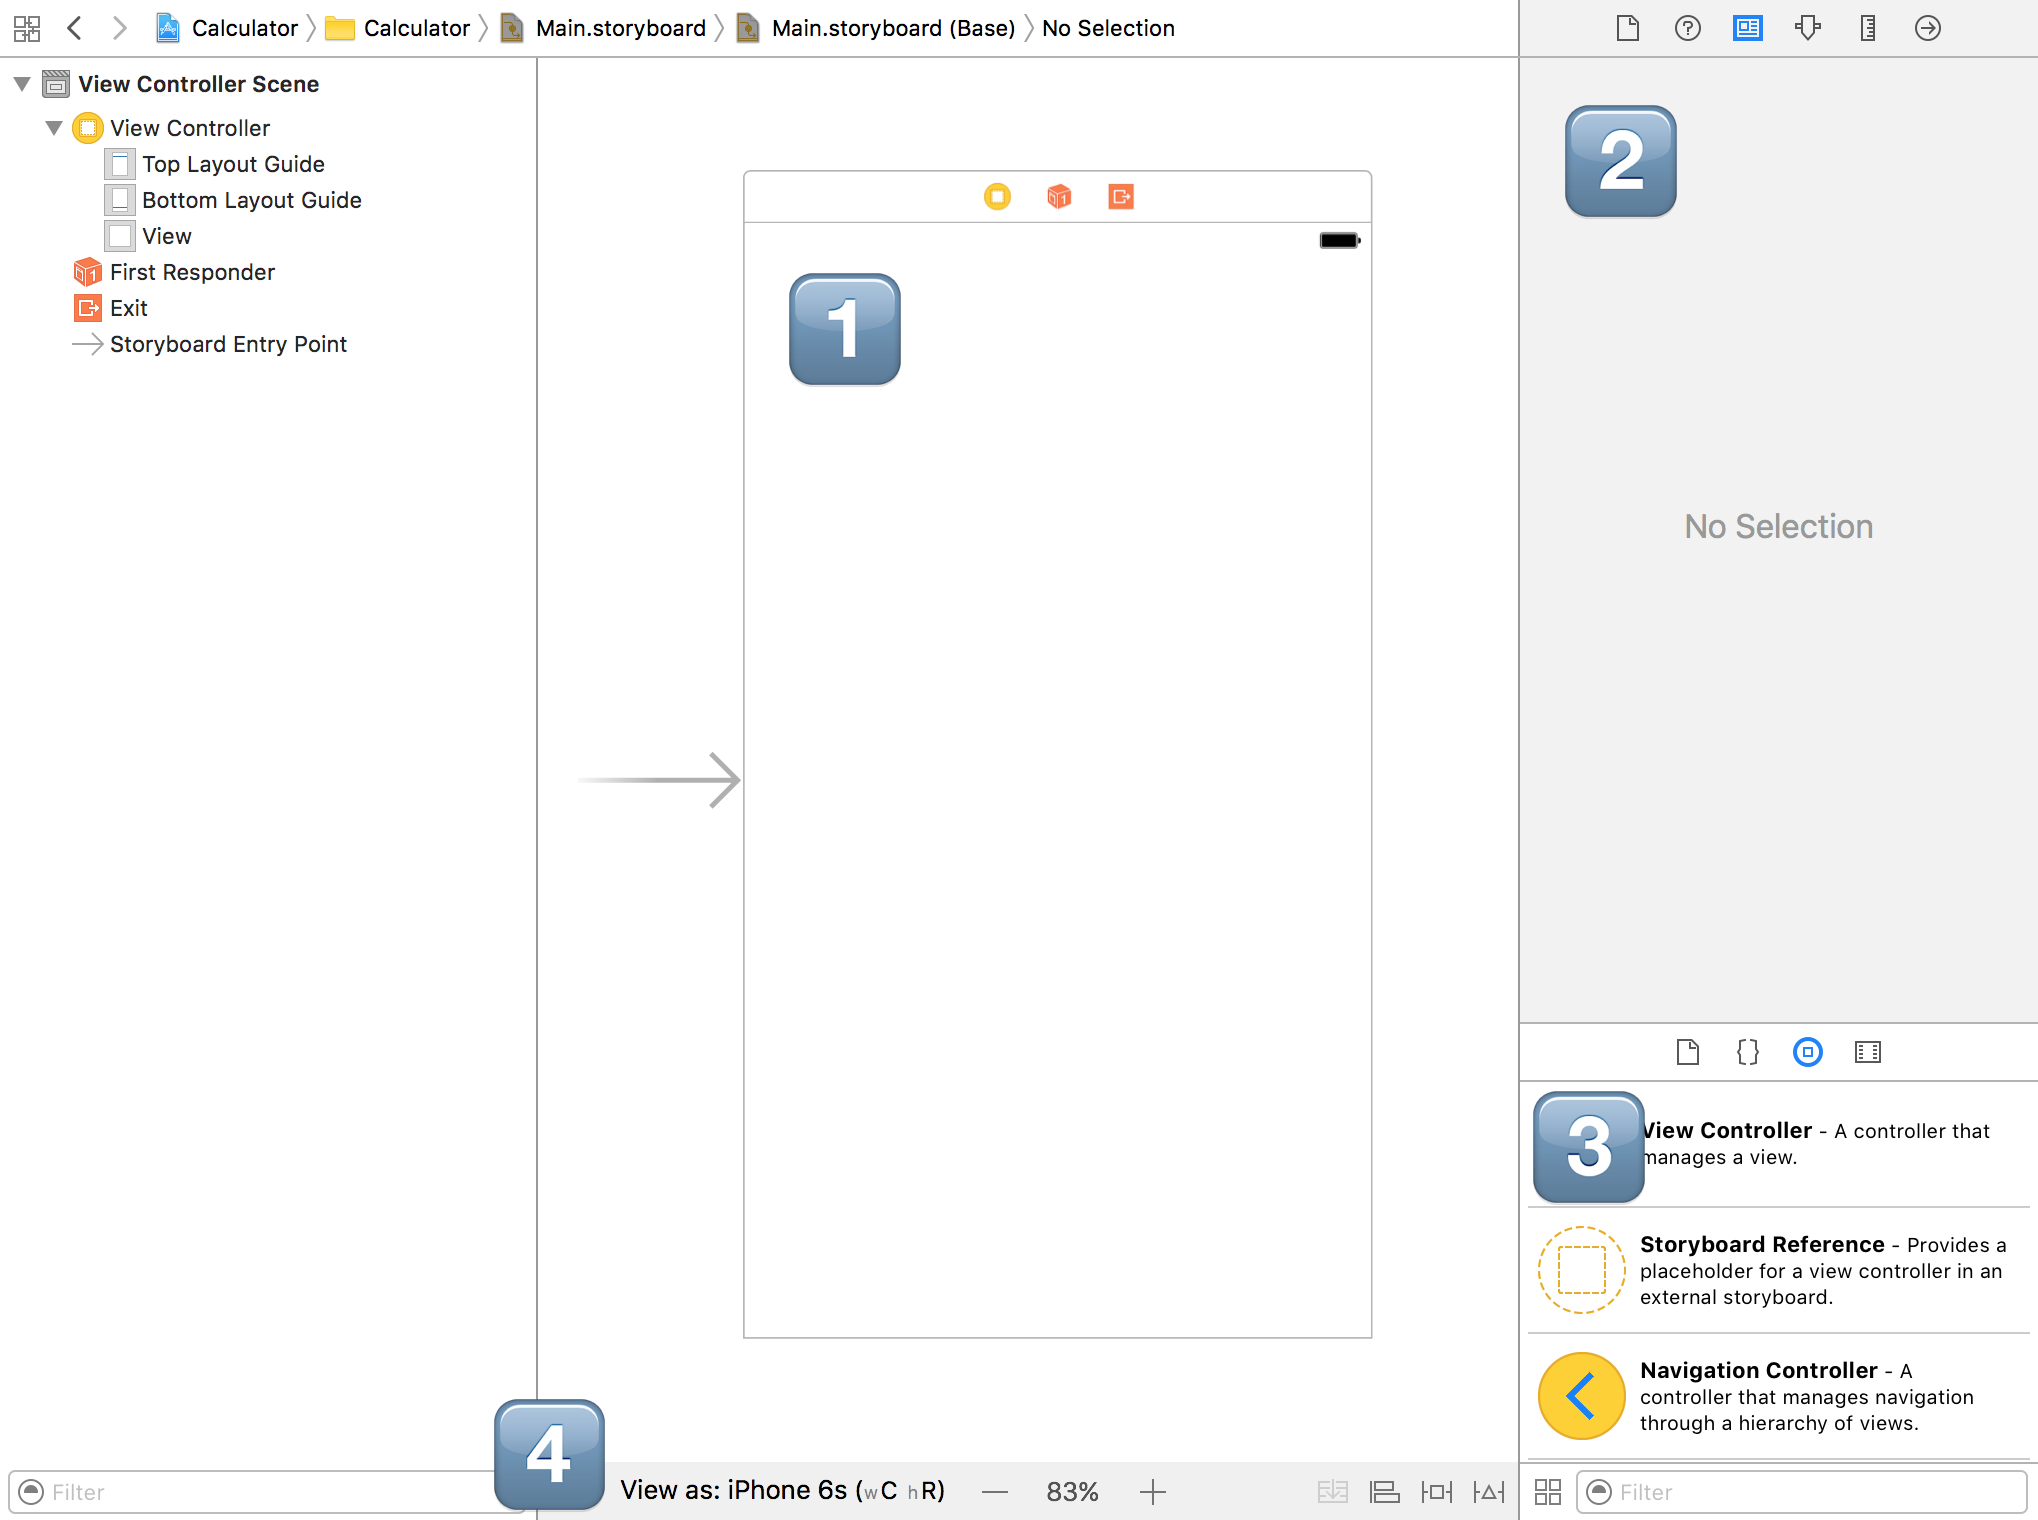 Calculator
Calculator
Main.storyboard
Main.storyboard (Base)
No Selection
View Controller Scene
View Controller
Top Layout Guide
Bottom Layout Guide
View
First Responder
Exit
Storyboard Entry Point
Filter
1
4
View as: iPhone 6s (wC hR)
83%
2
No Selection
3
View Controller - A controller that
manages a view.
Storyboard Reference - Provides a
placeholder for a view controller in an
external storyboard.
Navigation Controller - A
controller that manages navigation
through a hierarchy of views.
Filter